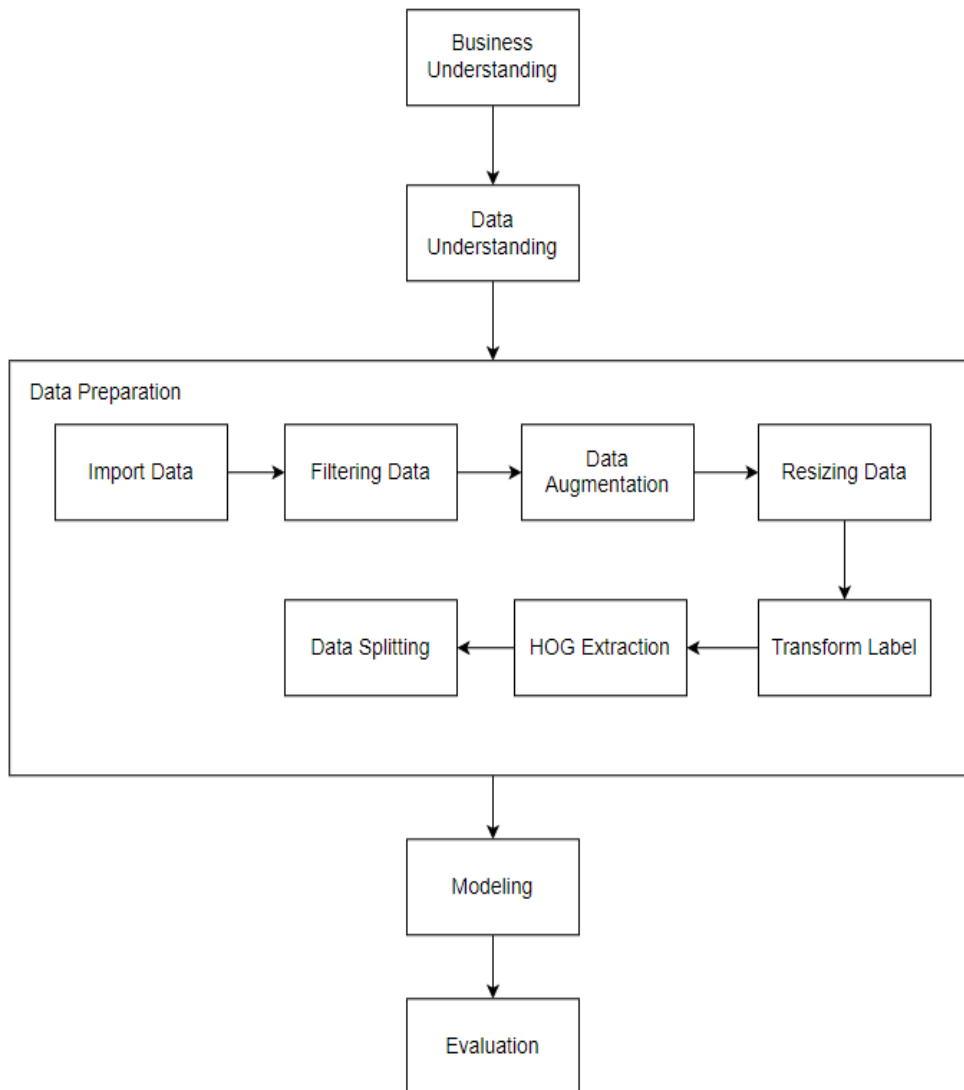 Business
Understanding
Data
Understanding
Data Preparation
Import Data
Filtering Data
Data
Augmentation
Resizing Data
Transform Label
HOG Extraction
Data Splitting
Modeling
Evaluation